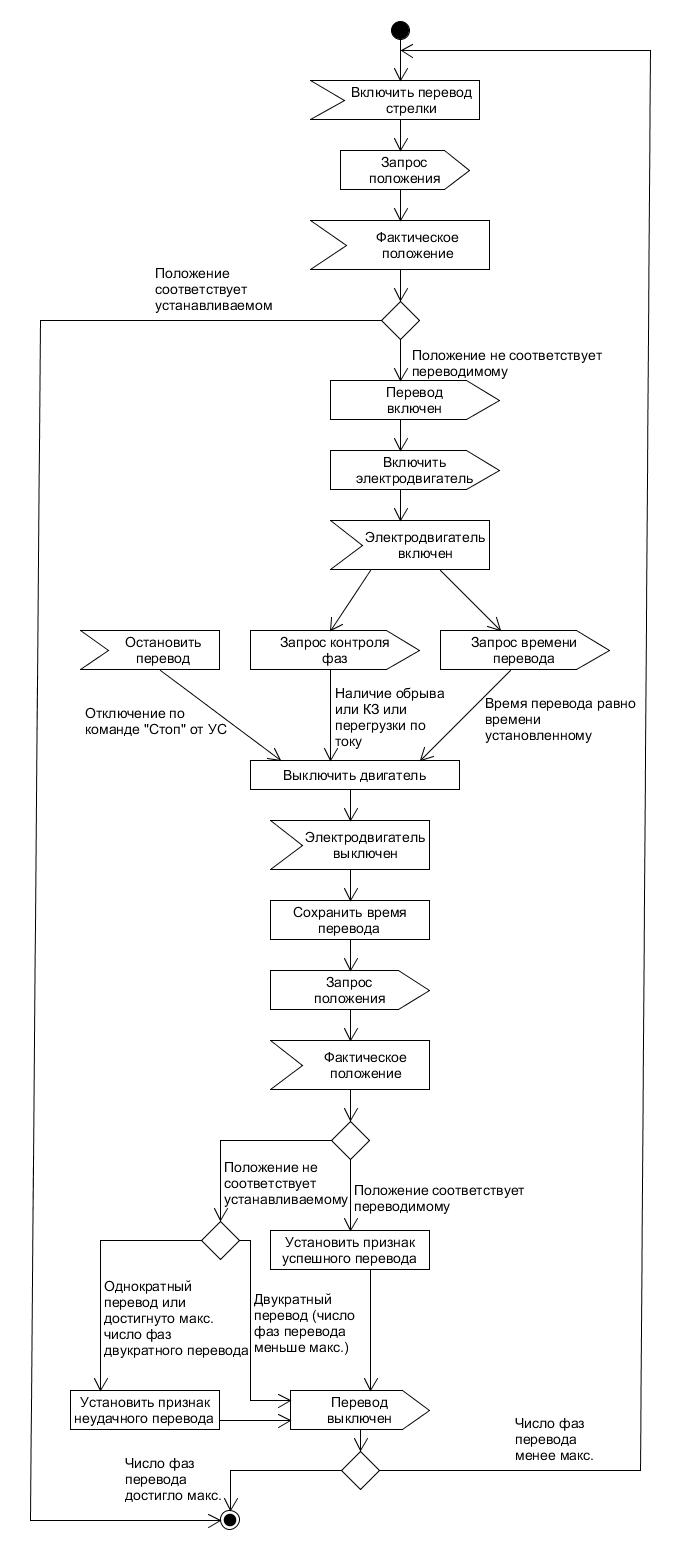 Включить перевод
стрелки
Запрос
положения
Фактическое
положение
Положение
соответствует
устанавливаемом
Положение не соответствует
переводимому
Перевод
включен
Включить
электродвигатель
Электродвигатель
включен
Остановить
перевод
Запрос контроля
фаз
Запрос времени
перевода
Отключение по
команде "Стоп" от УС
Наличие обрыва
или КЗ или
перегрузки по
току
Время перевода равно
времени
установленному
Выключить двигатель
Электродвигатель
выключен
Сохранить время
перевода
Запрос
положения
Фактическое
положение
Положение не
соответствует
устанавливаемому
Положение соответствует
переводимому
Установить признак
успешного перевода
Однократный
перевод или
достигнуто макс.
число фаз
двукратного перевода
Двукратный
перевод (число
фаз перевода
меньше макс.)
Установить признак
неудачного перевода
Перевод
выключен
Число фаз
перевода
менее макс.
Число фаз
перевода
достигло макс.